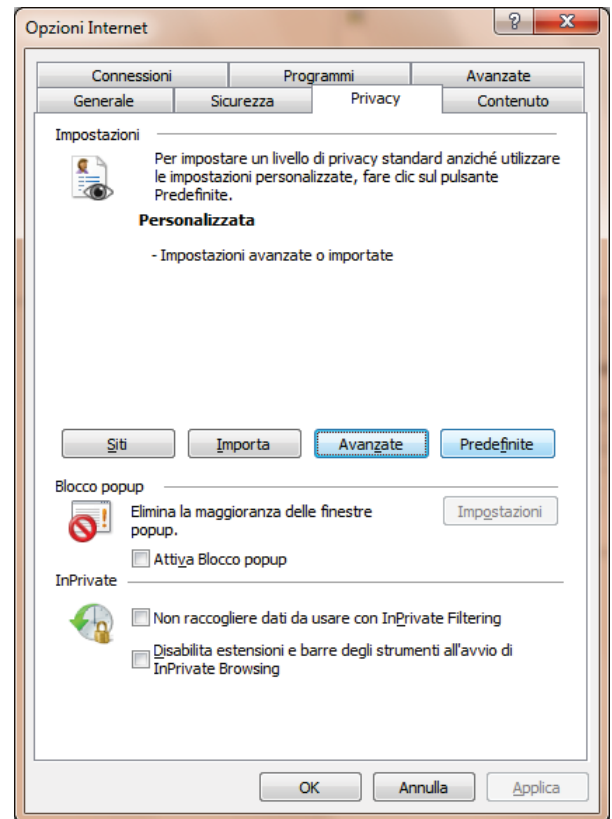 Opzioni Internet
?
X
Connessioni Programmi Avanzate
Generale Sicurezza Privacy Contenuto
Impostazioni
Per impostare un livello di privacy standard anziché utilizzare
le impostazioni personalizzate, fare clic sul pulsante
Predefinite.
Personalizzata
- Impostazioni avanzate o importate
Siti Importa Avanzate Predefinite
Blocco popup
Elimina la maggioranza delle finestre
popup.
Impostazioni
Attiva Blocco popup
InPrivate
Non raccogliere dati da usare con InPrivate Filtering
Disabilita estensioni e barre degli strumenti all'avvio di
InPrivate Browsing
OK Annulla Applica